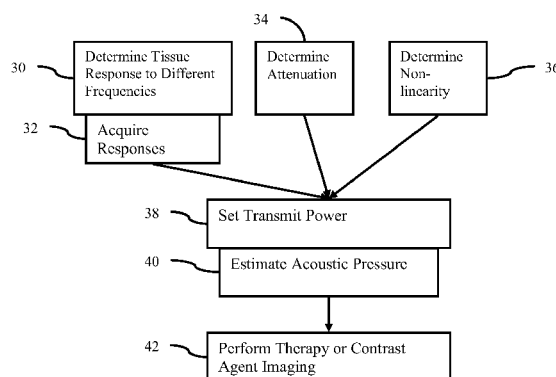 34
30
Determine Tissue
Response to Different
Frequencies
Determine
Attenuation
Determine
Non-
linearity
36
32
Acquire
Responses
38
Set Transmit Power
40
Estimate Acoustic Pressure
42
Perform Therapy or Contrast
Agent Imaging